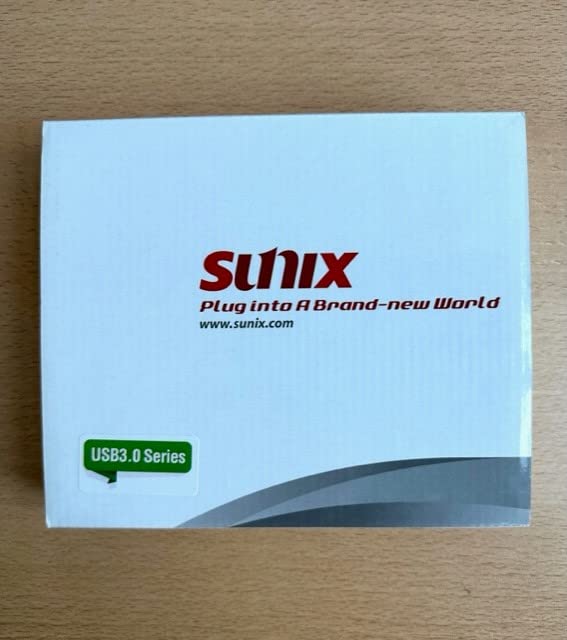 SUNIX
Plug into A Brand-new World
www.sunix.com
USB3.0 Series